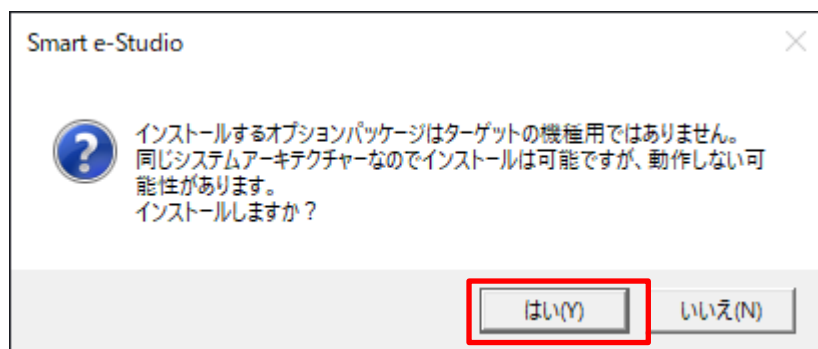 Smart e-Studio
インストールするオプションパッケージはターゲットの機種用ではありません。
同じシステムアーキテクチャーなのでインストールは可能ですが、動作しない可
能性があります。
インストールしますか？
はい(Y)
いいえ(N)